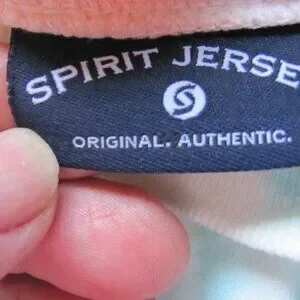 SPIRIT JERSE
S
ORIGINAL. AUTHENTIC.